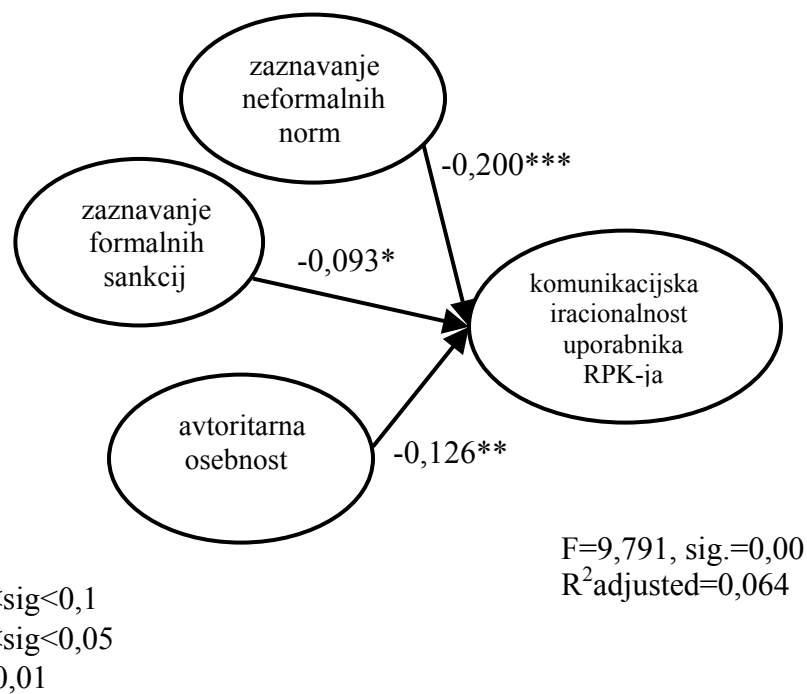 zaznavanje
neformalnih
norm
-0,200***
zaznavanje
formalnih
sankcij
-0,093*
komunikacijska
iracionalnost
uporabnika
RPK-ja
avtoritarna
osebnost
-0,126**
F=9,791, sig.=0,00
R²adjusted=0,064
<sig<0,1
<sig<0,05
0,01